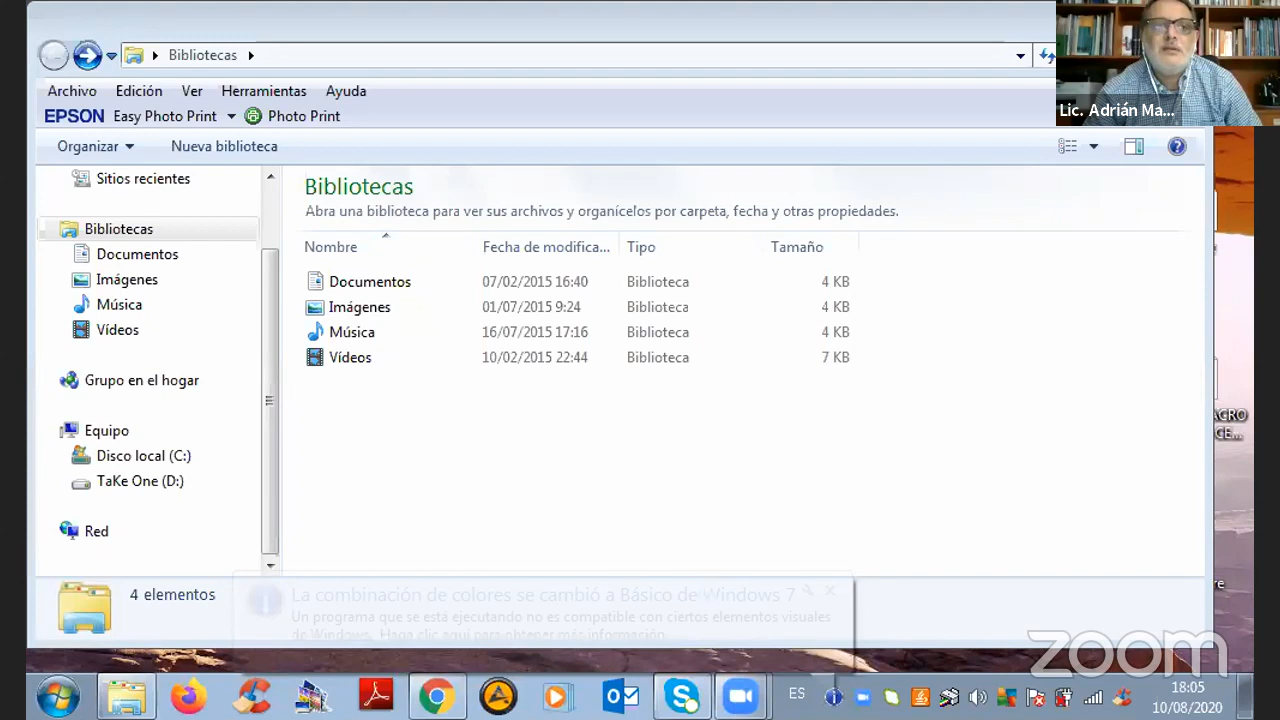 Bibliotecas
Lic. Adrián Ma...
Archivo Edición Ver Herramientas Ayuda
EPSON Easy Photo Print Photo Print
Organizar Nueva biblioteca
Sitios recientes
Bibliotecas
Documentos
Imágenes
Música
Vídeos
Grupo en el hogar
Equipo
Disco local (C:)
TaKe One (D:)
Red
Bibliotecas
Abra una biblioteca para ver sus archivos y organícelos por carpeta, fecha y otras propiedades.
Nombre Fecha de modifica... Tipo Tamaño
Documentos 07/02/2015 16:40 Biblioteca 4 KB
Imágenes 01/07/2015 9:24 Biblioteca 4 KB
Música 16/07/2015 17:16 Biblioteca 4 KB
Vídeos 10/02/2015 22:44 Biblioteca 7 KB
ACRO
CE...
re
4 elementos
La combinación de colores se cambió a Básico de Windows 7
Un programa que se está ejecutando no es compatible con ciertos elementos visuales
de Windows. Haga clic aquí para obtener más información.
zoom
ES
18:05
10/08/2020